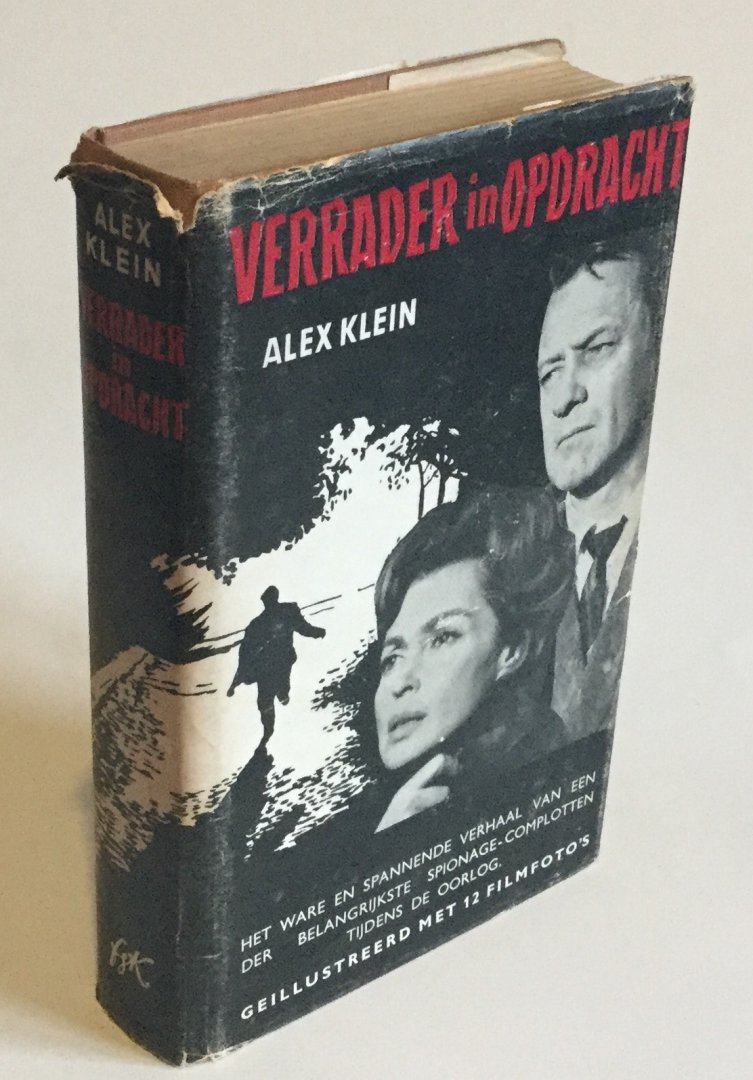 ALEX
KLEIN
VERRADER
in
OPDRACHT
VERRADER in OPDRACHT
ALEX KLEIN
HET WARE EN SPANNENDE VERHAAL VAN EEN
DER BELANGRIJKSTE SPIONAGE-COMPLOTTEN
TIJDENS DE OORLOG.
GEILLUSTREERD MET 12 FILMFOTO'S